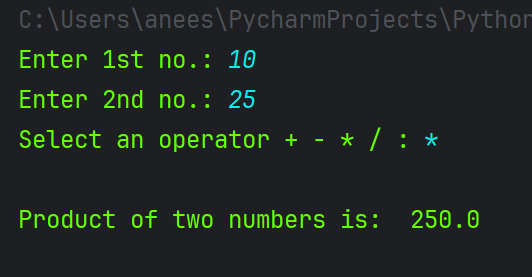 C:\Users\anees\PycharmProjects\Python
Enter 1st no.: 10
Enter 2nd no.: 25
Select an operator + - * / : *
Product of two numbers is:  250.0